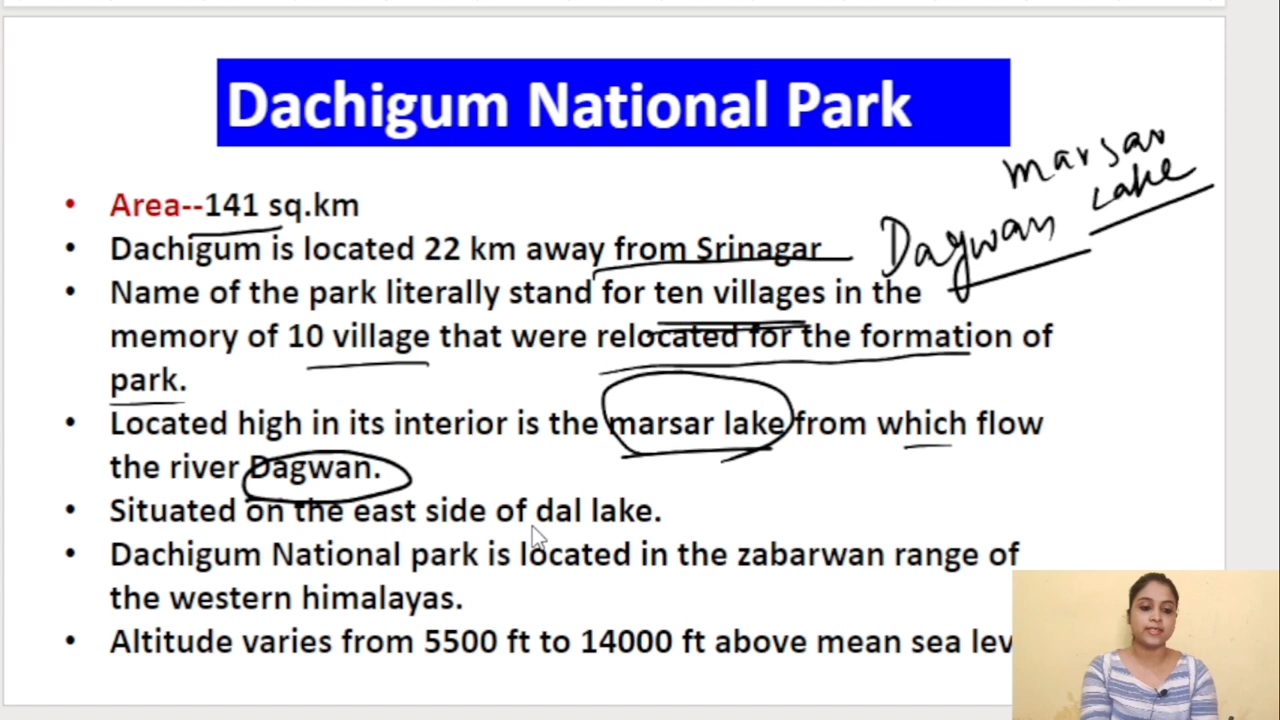 Dachigum National Park
marsar
lake
Dagwan
• Area--141 sq.km
• Dachigum is located 22 km away from Srinagar
• Name of the park literally stand for ten villages in the
memory of 10 village that were relocated for the formation of
park.
• Located high in its interior is the marsar lake from which flow
the river Dagwan.
• Situated on the east side of dal lake.
• Dachigum National park is located in the zabarwan range of
the western himalayas.
• Altitude varies from 5500 ft to 14000 ft above mean sea lev